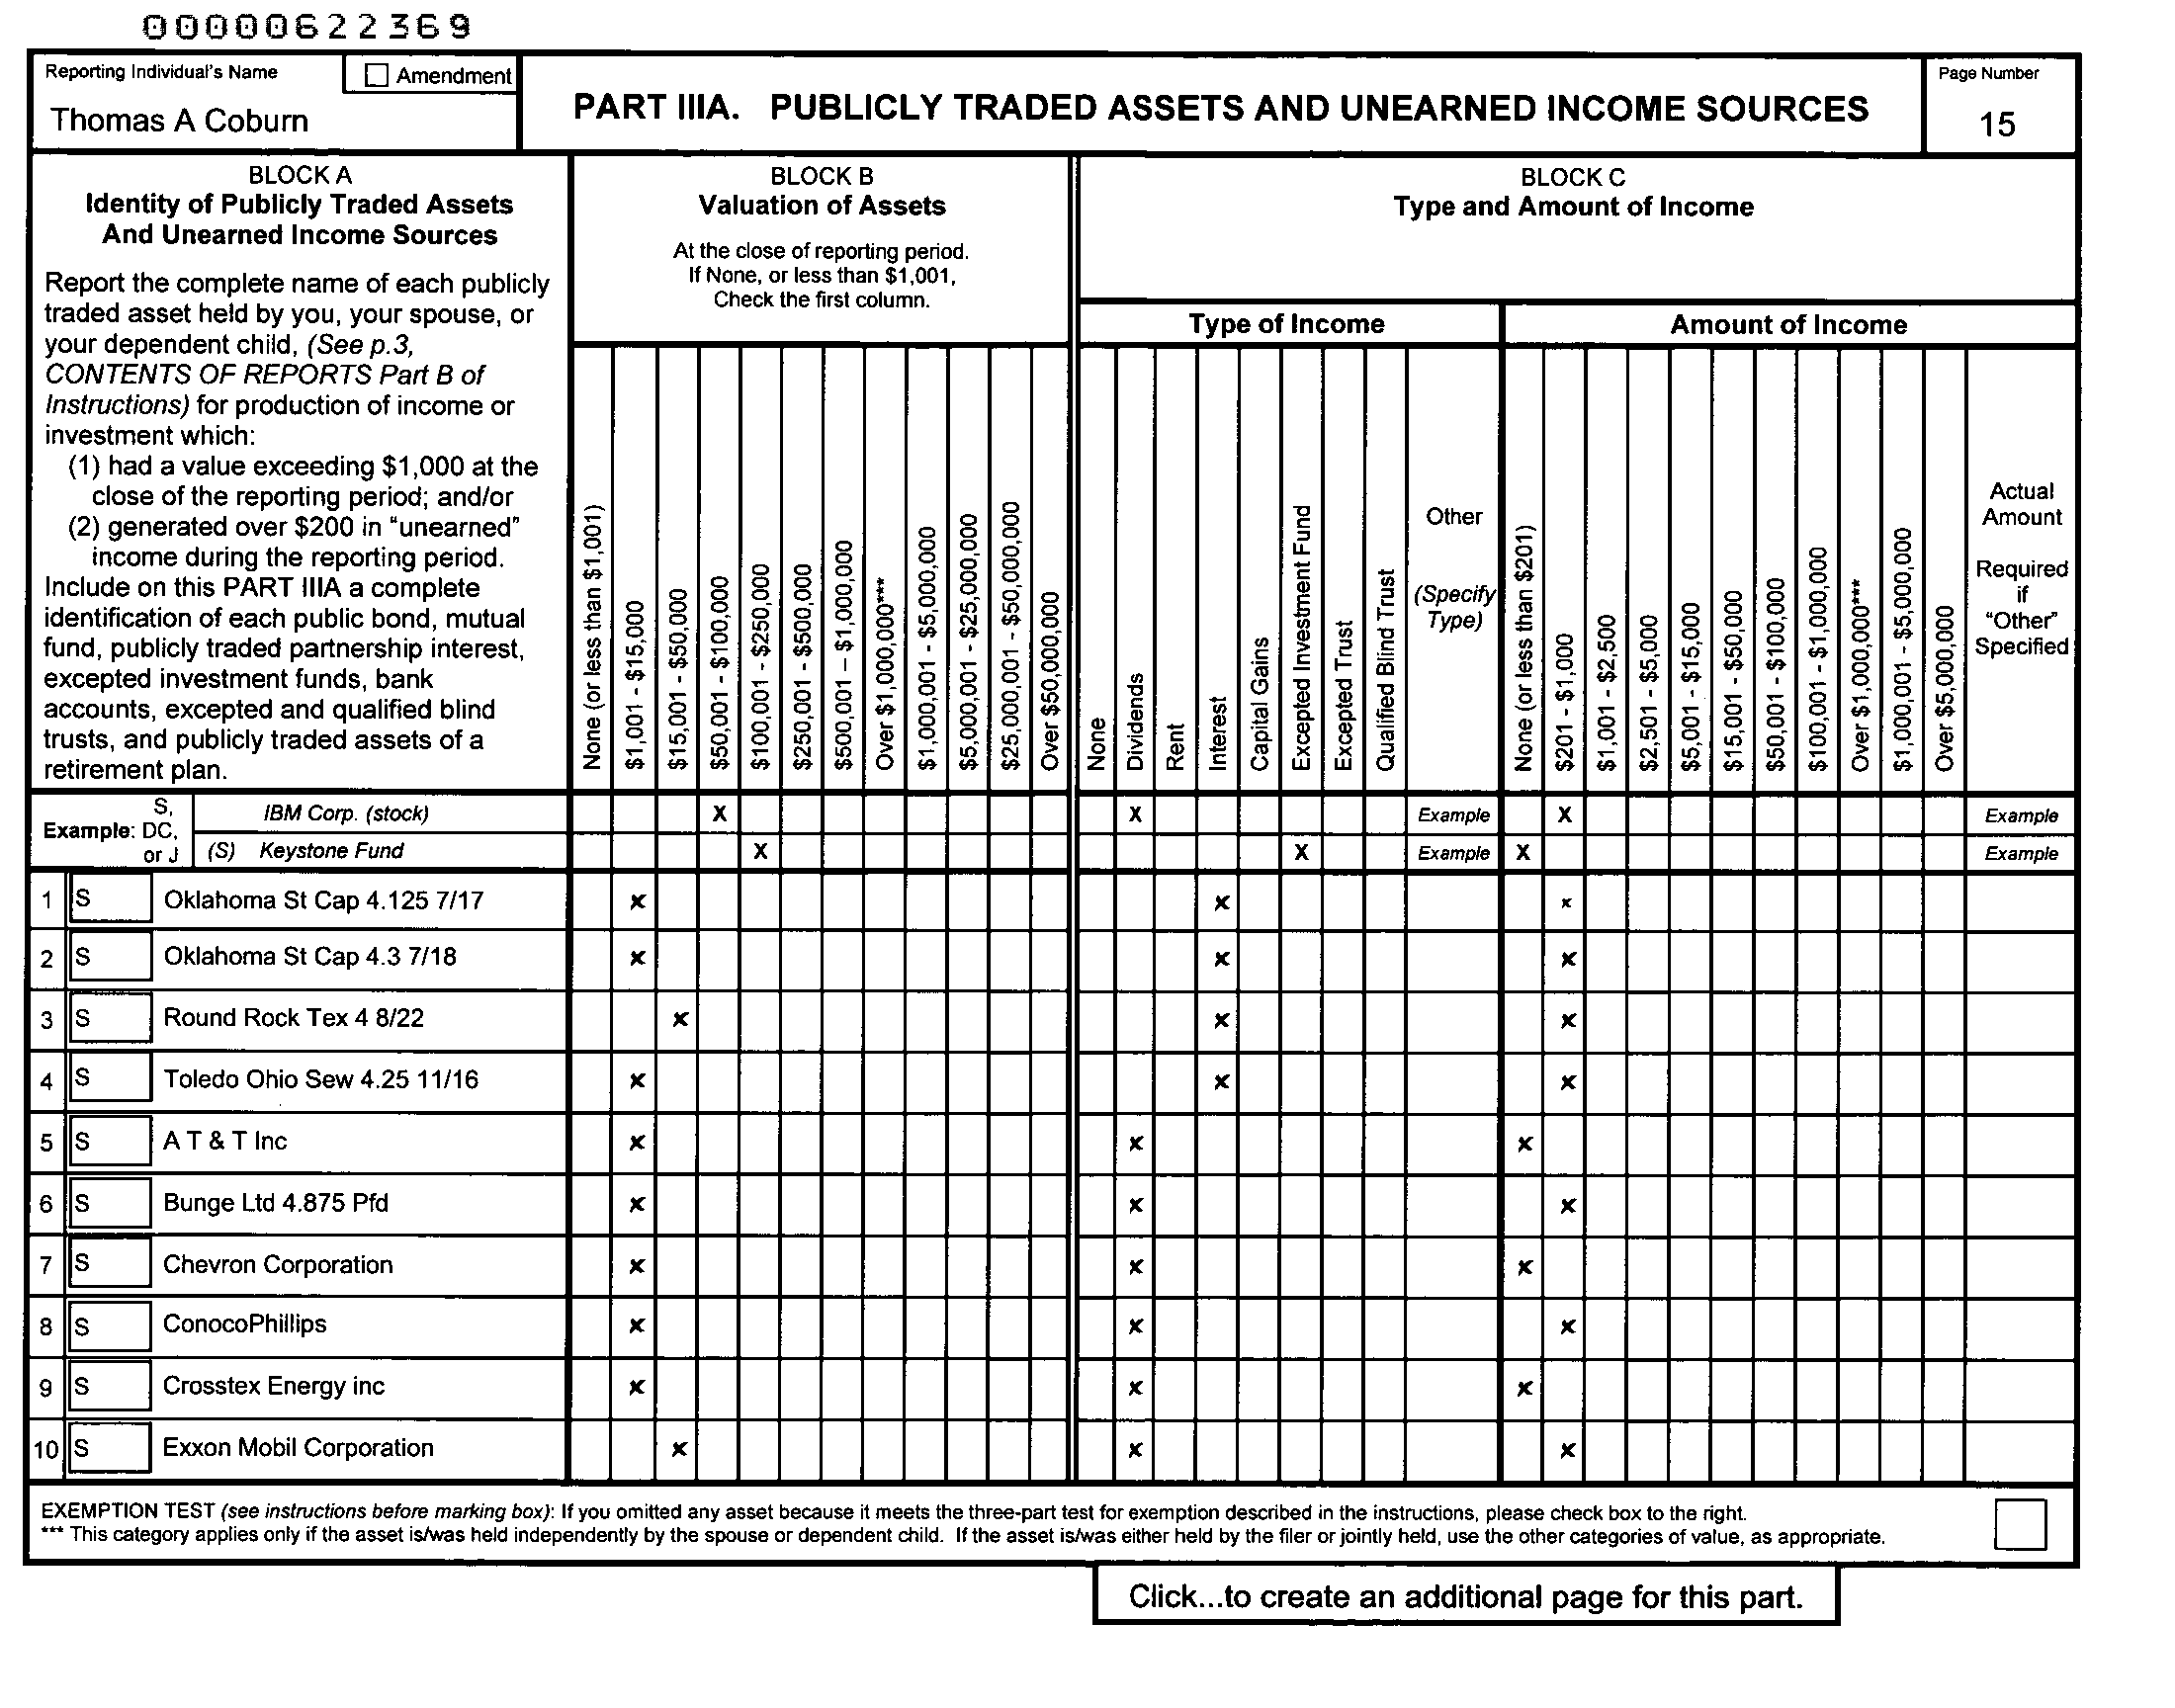 00000622369
Reporting Individual's Name
Amendment
Thomas A Coburn
PART IIIA. PUBLICLY TRADED ASSETS AND UNEARNED INCOME SOURCES
Page Number
15
BLOCK A
Identity of Publicly Traded Assets
And Unearned Income Sources
Report the complete name of each publicly
traded asset held by you, your spouse, or
your dependent child, (See p.3,
CONTENTS OF REPORTS Part B of
Instructions) for production of income or
investment which:
(1) had a value exceeding $1,000 at the
close of the reporting period; and/or
(2) generated over $200 in "unearned"
income during the reporting period.
Include on this PART IIIA a complete
identification of each public bond, mutual
fund, publicly traded partnership interest,
excepted investment funds, bank
accounts, excepted and qualified blind
trusts, and publicly traded assets of a
retirement plan.
BLOCK B
Valuation of Assets
At the close of reporting period.
If None, or less than $1,001,
Check the first column.
BLOCK C
Type and Amount of Income
Type of Income
Amount of Income
None (or less than $1,001)
$1,001 - $15,000
$15,001 - $50,000
$50,001 - $100,000
$100,001 - $250,000
$250,001 - $500,000
$500,001 – $1,000,000
Over $1,000,000***
$1,000,001 - $5,000,000
$5,000,001 - $25,000,000
$25,000,001 - $50,000,000
Over $50,000,000
None
Dividends
Rent
Interest
Capital Gains
Excepted Investment Fund
Excepted Trust
Qualified Blind Trust
Other
(Specify
Type)
None (or less than $201)
$201 - $1,000
$1,001 - $2,500
$2,501 - $5,000
$5,001 - $15,000
$15,001 - $50,000
$50,001 - $100,000
$100,001 - $1,000,000
Over $1,000,000***
$1,000,001 - $5,000,000
Over $5,000,000
Actual
Amount
Required
if
"Other"
Specified
Example: S, DC, or J
IBM Corp. (stock) X X Example X Example
(S) Keystone Fund X X Example X Example
1 S Oklahoma St Cap 4.125 7/17 x x x
2 S Oklahoma St Cap 4.3 7/18 x x x
3 S Round Rock Tex 4 8/22 x x x
4 S Toledo Ohio Sew 4.25 11/16 x x x
5 S A T & T Inc x x x
6 S Bunge Ltd 4.875 Pfd x x x
7 S Chevron Corporation x x x
8 S ConocoPhillips x x x
9 S Crosstex Energy inc x x x
10 S Exxon Mobil Corporation x x x
EXEMPTION TEST (see instructions before marking box): If you omitted any asset because it meets the three-part test for exemption described in the instructions, please check box to the right.
*** This category applies only if the asset is/was held independently by the spouse or dependent child. If the asset is/was either held by the filer or jointly held, use the other categories of value, as appropriate.
Click...to create an additional page for this part.